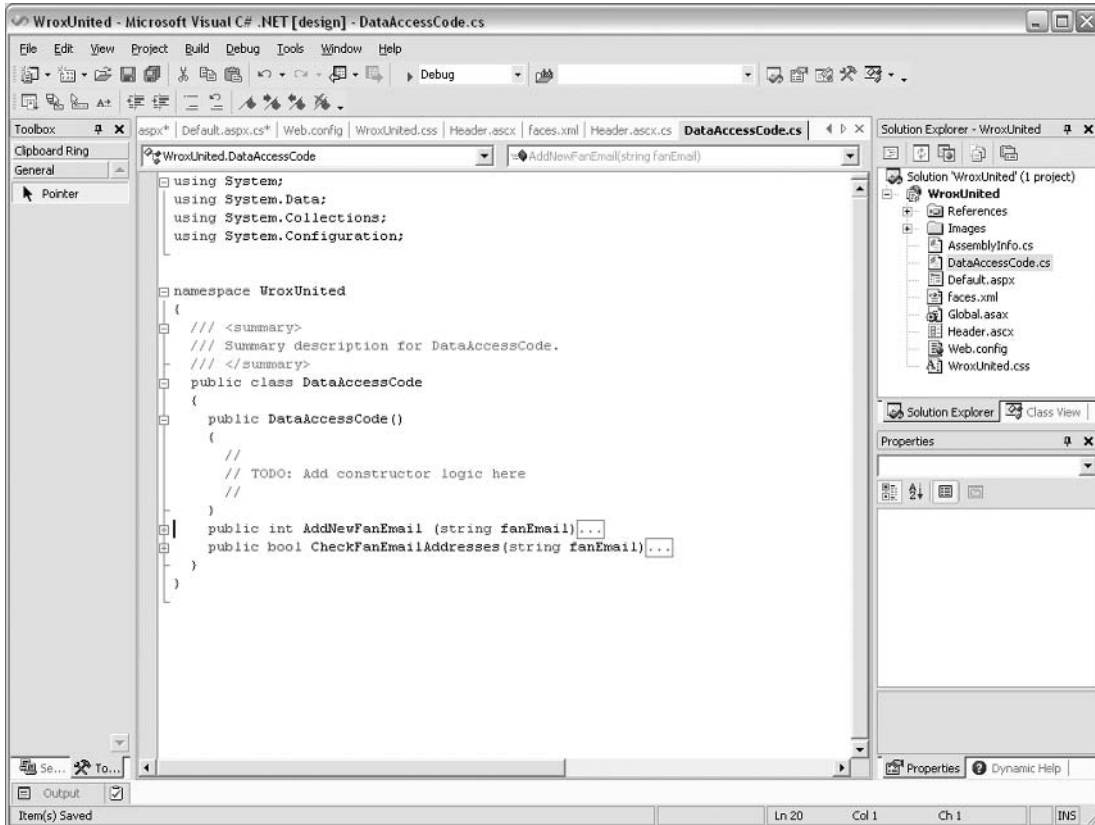 WroxUnited - Microsoft Visual C# .NET [design] - DataAccessCode.cs
File Edit View Project Build Debug Tools Window Help
Debug
Toolbox
Clipboard Ring
General
Pointer
aspx* | Default.aspx.cs* | Web.config | WroxUnited.css | Header.ascx | faces.xml | Header.ascx.cs DataAccessCode.cs
WroxUnited.DataAccessCode
AddNewFanEmail(string fanEmail)
using System;
using System.Data;
using System.Collections;
using System.Configuration;
namespace WroxUnited
{
/// <summary>
/// Summary description for DataAccessCode.
/// </summary>
public class DataAccessCode
{
public DataAccessCode()
{
//
// TODO: Add constructor logic here
//
}
public int AddNewFanEmail (string fanEmail)...
public bool CheckFanEmailAddresses(string fanEmail)...
}
}
Solution Explorer - WroxUnited
Solution 'WroxUnited' (1 project)
WroxUnited
References
Images
AssemblyInfo.cs
DataAccessCode.cs
Default.aspx
faces.xml
Global.asax
Header.ascx
Web.config
WroxUnited.css
Solution Explorer Class View
Properties
Properties Dynamic Help
Se... To...
Output
Item(s) Saved Ln 20 Col 1 Ch 1 INS